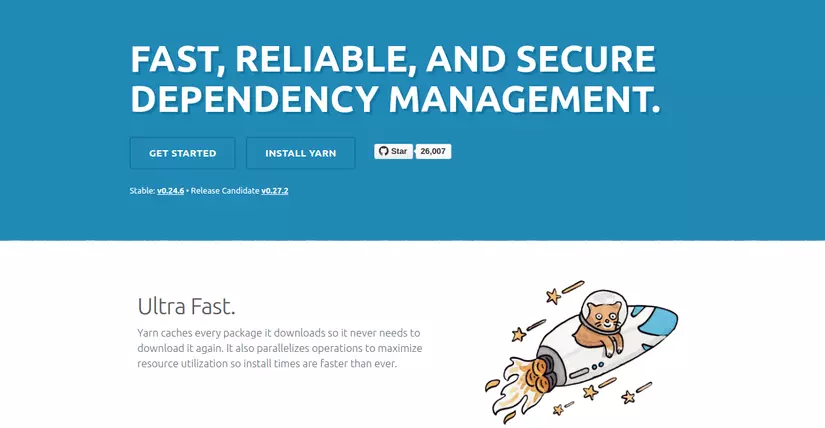 FAST, RELIABLE, AND SECURE
DEPENDENCY MANAGEMENT.
GET STARTED
INSTALL YARN
Star
26,007
Stable: v0.24.6 • Release Candidate v0.27.2
Ultra Fast.
Yarn caches every package it downloads so it never needs to
download it again. It also parallelizes operations to maximize
resource utilization so install times are faster than ever.